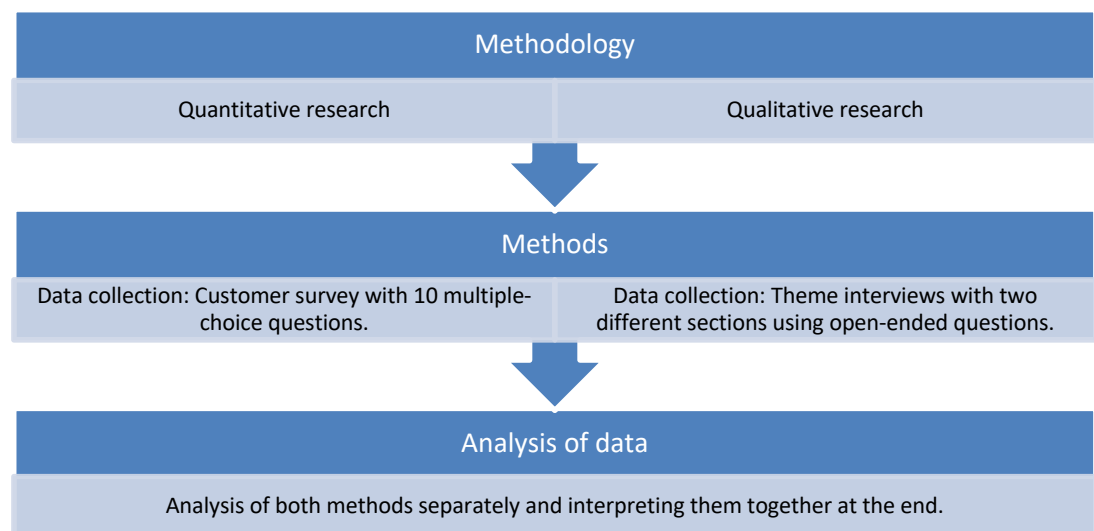 Methodology
Quantitative research
Qualitative research
Methods
Data collection: Customer survey with 10 multiple-
choice questions.
Data collection: Theme interviews with two
different sections using open-ended questions.
Analysis of data
Analysis of both methods separately and interpreting them together at the end.